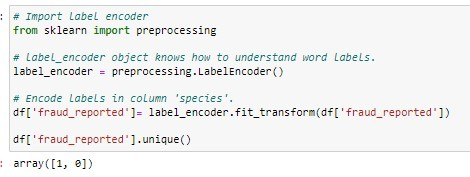 : # Import label encoder
from sklearn import preprocessing
# label_encoder object knows how to understand word labels.
label_encoder = preprocessing.LabelEncoder()
# Encode labels in column 'species'.
df['fraud_reported']= label_encoder.fit_transform(df['fraud_reported'])
df['fraud_reported'].unique()
: array([1, 0])